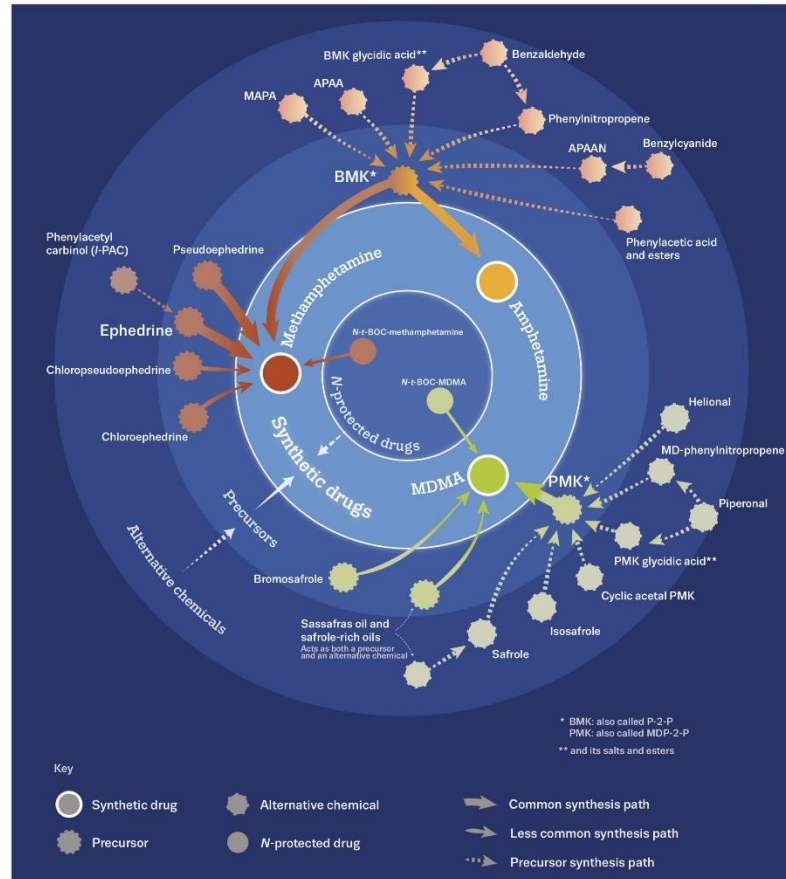 BMK glycidic acid**
Benzaldehyde
APAA
MAPA
Phenylnitropropene
APAAN
Benzylcyanide
BMK*
Phenylacetic acid
and esters
Phenylacetyl
carbinol (l-PAC)
Pseudoephedrine
Methamphetamine
Amphetamine
Ephedrine
N-t-BOC-methamphetamine
Chlorpseudoephedrine
N-t-BOC-MDMA
Chloroephedrine
N-protected drugs
Helional
Synthetic drugs
MDMA
PMK*
MD-phenylnitropropene
Piperonal
Precursors
PMK glycidic acid**
Alternative chemicals
Cyclic acetal PMK
Bromosafrole
Isosafrole
Sassafras oil and
safrole-rich oils
Acts as both a precursor
and an alternative chemical
Safrole
* BMK: also called P-2-P
PMK: also called MDP-2-P
** and its salts and esters
Key
Synthetic drug
Alternative chemical
Common synthesis path
Less common synthesis path
Precursor
N-protected drug
Precursor synthesis path